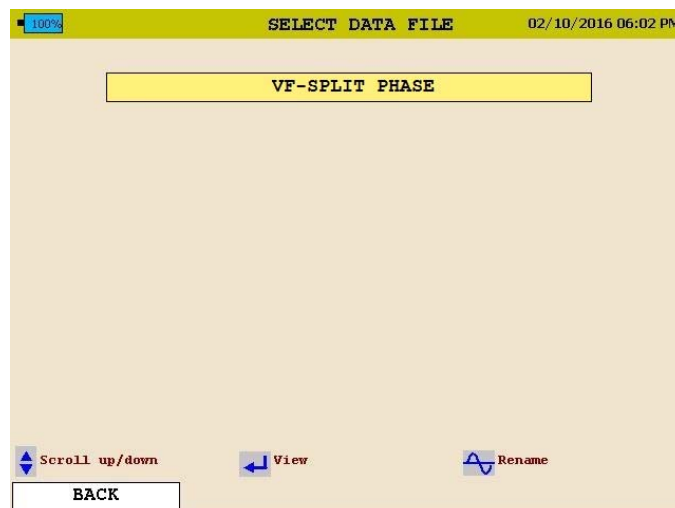 100%
SELECT DATA FILE
02/10/2016 06:02 PM
VF-SPLIT PHASE
Scroll up/down
View
Rename
BACK